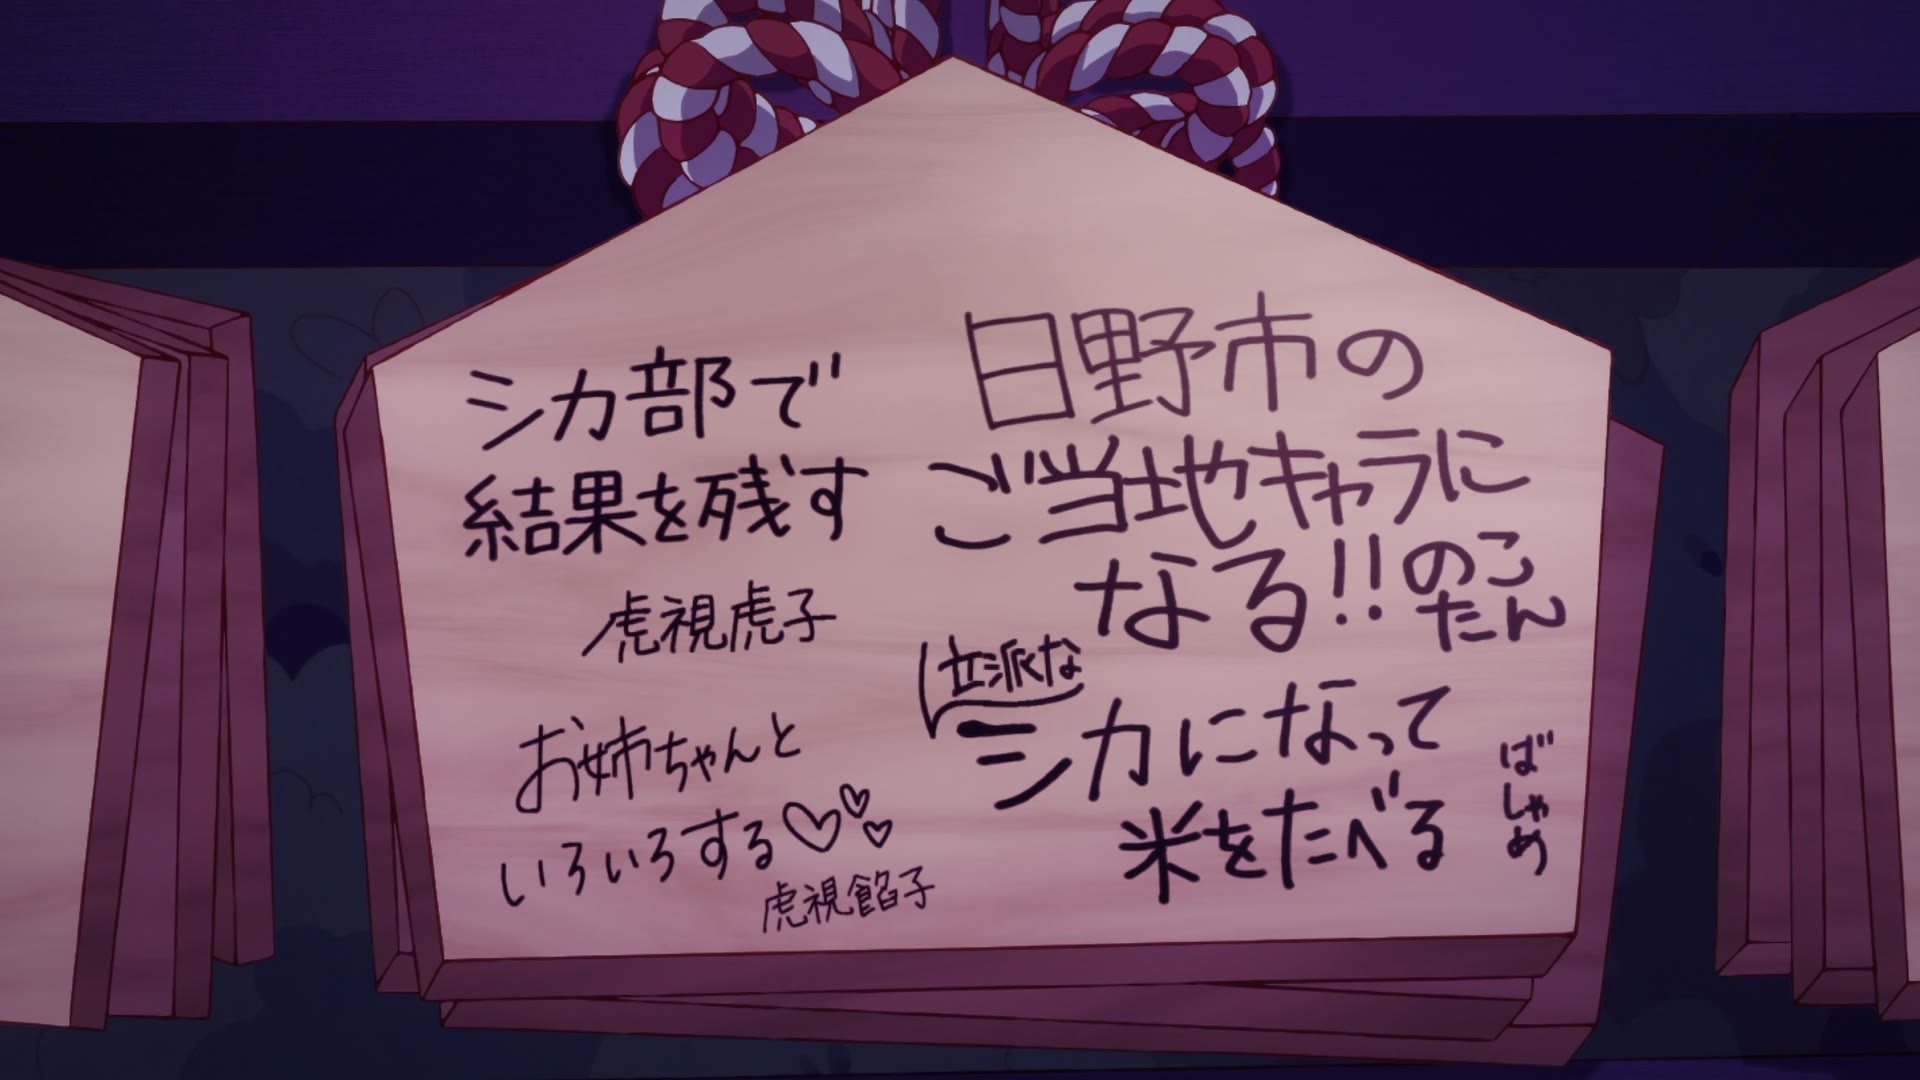 日野市の
ご当地キャラに
なる!!のこ
たん
立派な
シカになって
米をたべる
ばしゃめ
シカ部で
結果を残す
虎視虎子
お姉ちゃんと
いろいろする♡♡♡
虎視餡子